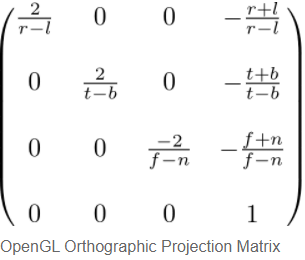 2/(r−l) 0 0 −(r+l)/(r−l)
0 2/(t−b) 0 −(t+b)/(t−b)
0 0 −2/(f−n) −(f+n)/(f−n)
0 0 0 1
OpenGL Orthographic Projection Matrix